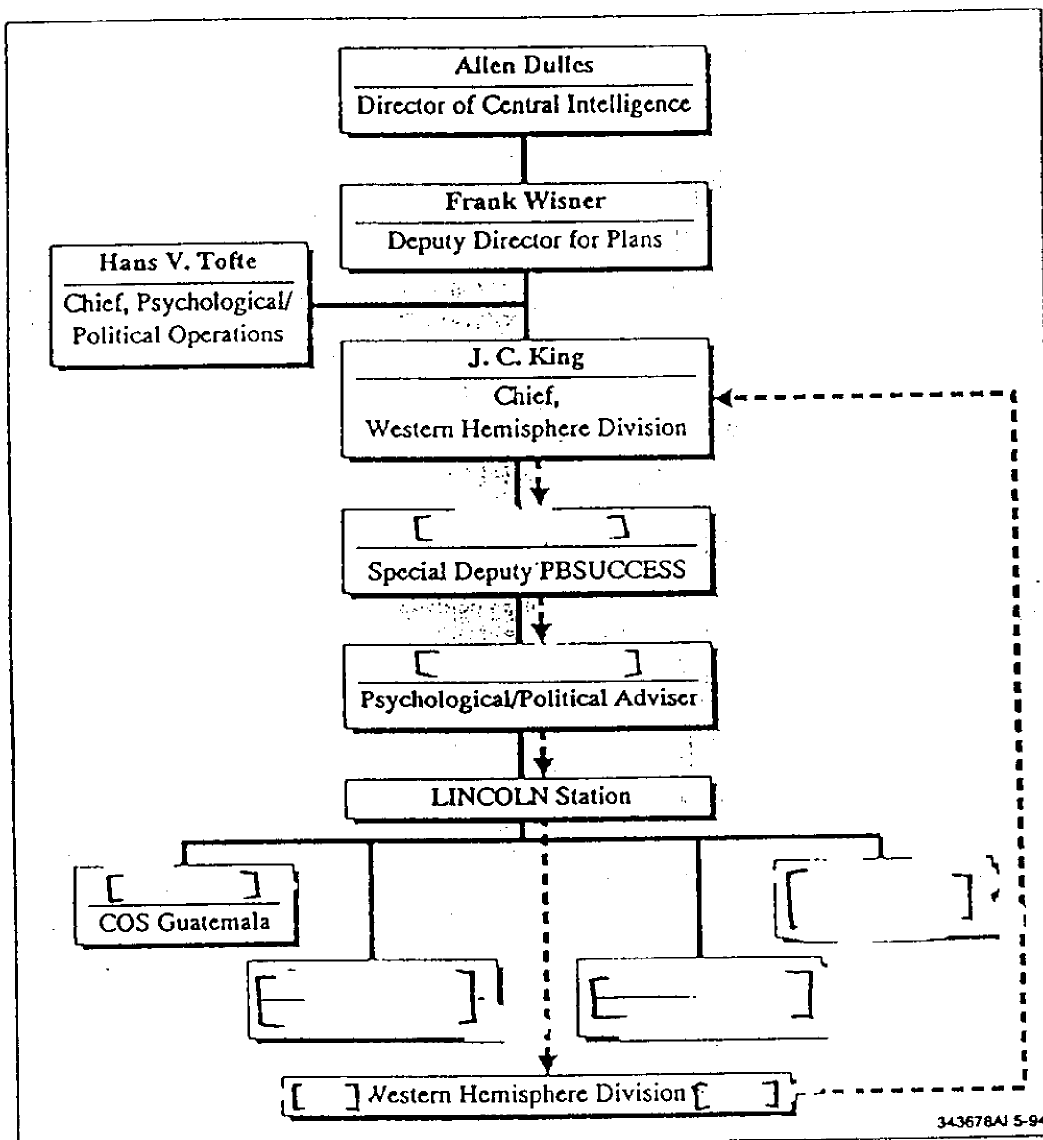 Allen Dulles
Director of Central Intelligence
Frank Wisner
Deputy Director for Plans
Hans V. Tofte
Chief, Psychological/
Political Operations
J. C. King
Chief,
Western Hemisphere Division
[ ]
Special Deputy PBSUCCESS
[ ]
Psychological/Political Adviser
LINCOLN Station
[ ]
COS Guatemala
[ ]
[ ]
[ ]
[ ] Western Hemisphere Division [ ]
343678AI 5-94